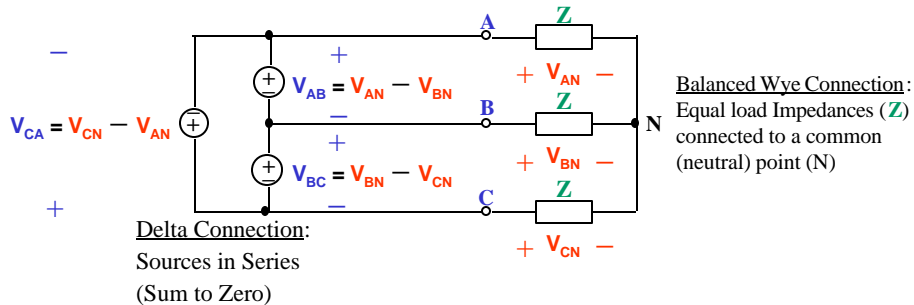 A
Z
− + + V_AN −
+ − V_AB = V_AN − V_BN
Z
Balanced Wye Connection:
Equal load Impedances (Z)
connected to a common
(neutral) point (N)
V_CA = V_CN − V_AN − +
− B N
+ + V_BN −
+ − V_BC = V_BN − V_CN
Z
+ − C
+ V_CN −
Delta Connection:
Sources in Series
(Sum to Zero)